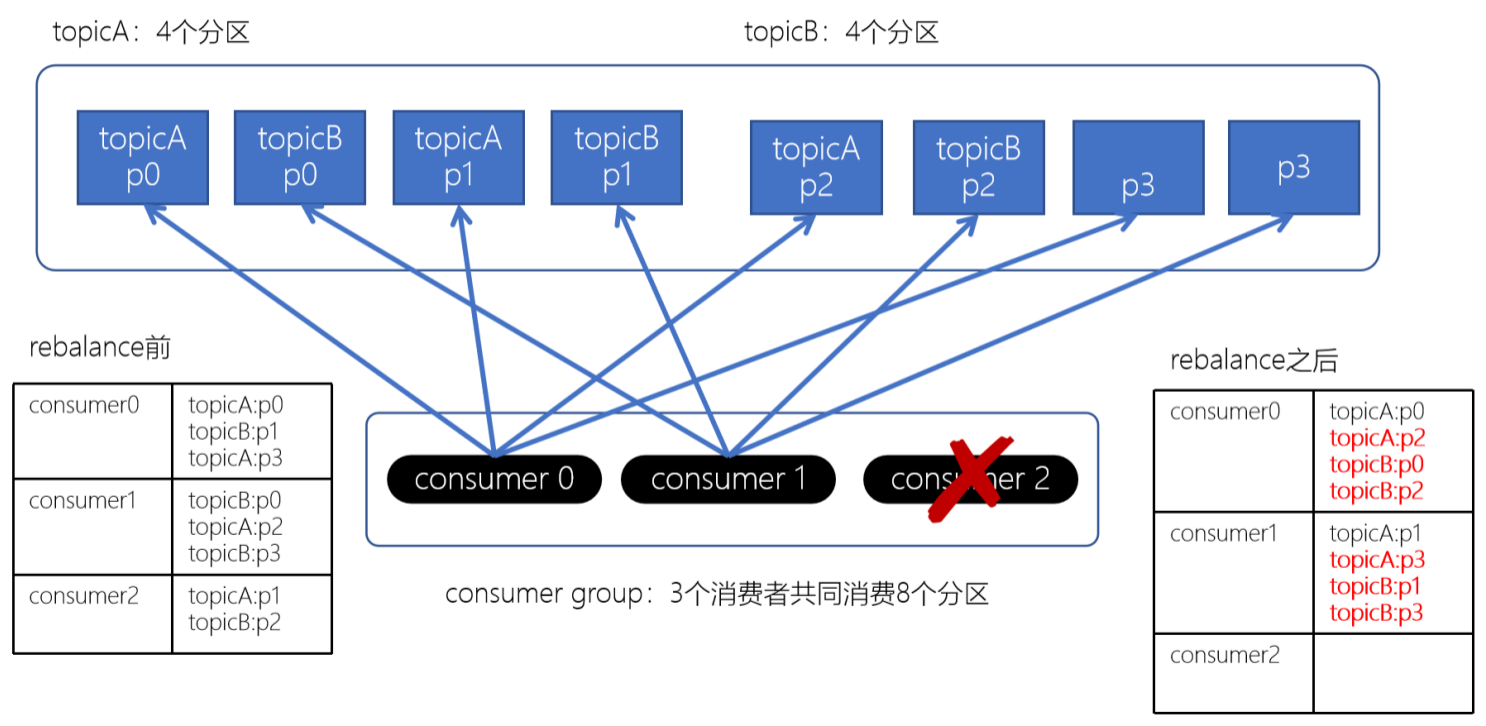 topicA：4个分区
topicB：4个分区
topicA
p0
topicB
p0
topicA
p1
topicB
p1
topicA
p2
topicB
p2
p3
p3
rebalance前
consumer0
topicA:p0
topicB:p1
topicA:p3
consumer1
topicB:p0
topicA:p2
topicB:p3
consumer2
topicA:p1
topicB:p2
consumer 0
consumer 1
consumer 2
consumer group：3个消费者共同消费8个分区
rebalance之后
consumer0
topicA:p0
topicA:p2
topicB:p0
topicB:p2
consumer1
topicA:p1
topicA:p3
topicB:p1
topicB:p3
consumer2